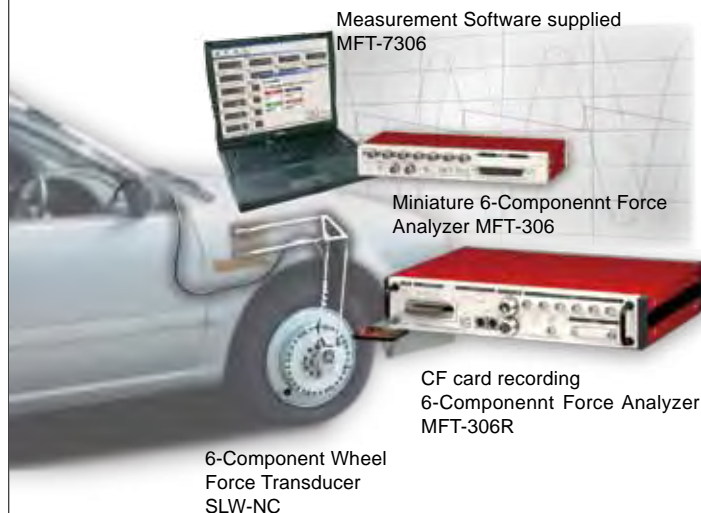 Measurement Software supplied
MFT-7306
Miniature 6-Componennt Force
Analyzer MFT-306
CF card recording
6-Componennt Force Analyzer
MFT-306R
6-Component Wheel
Force Transducer
SLW-NC